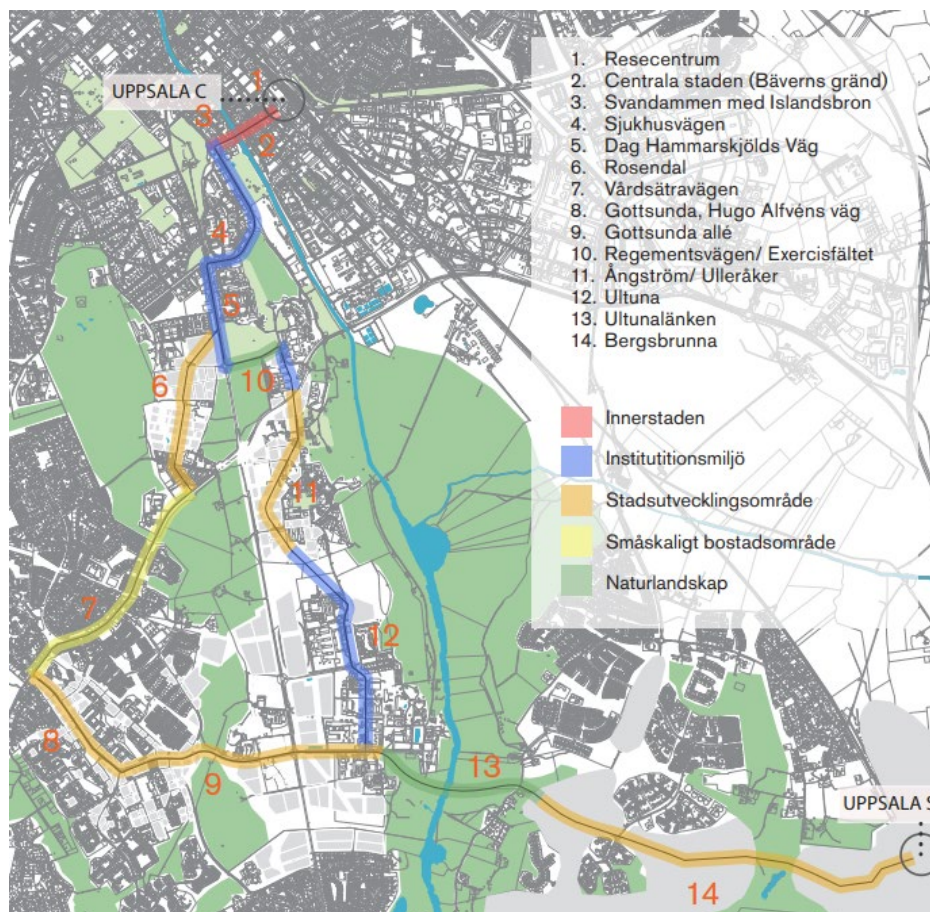 UPPSALA C
1
3
2
4
5
6
10
11
7
12
8
9
13
14
UPPSALA S
1. Resecentrum
2. Centrala staden (Bäverns gränd)
3. Svandammen med Islandsbron
4. Sjukhusvägen
5. Dag Hammarskjölds Väg
6. Rosendal
7. Vårdsätravägen
8. Gottsunda, Hugo Alfvéns väg
9. Gottsunda allé
10. Regementsvägen/ Exercisfältet
11. Ångström/ Ulleråker
12. Ultuna
13. Ultunalänken
14. Bergsbrunna
Innerstaden
Institutitionsmiljö
Stadsutvecklingsområde
Småskaligt bostadsområde
Naturlandskap